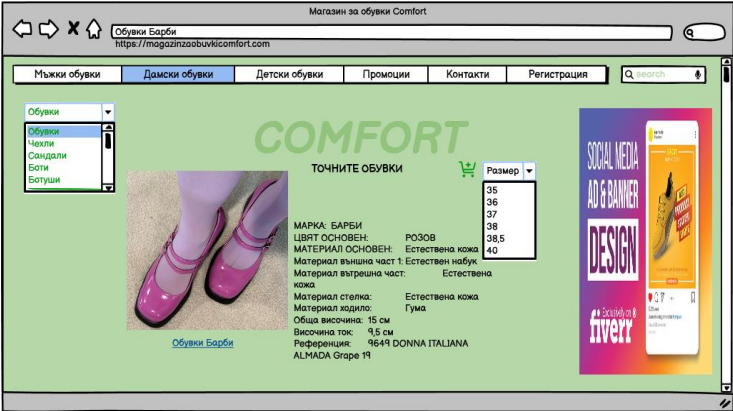 Магазин за обувки Comfort
Обувки Барби
https://magazinzaobuvkicomfort.com
Мъжки обувки
Дамски обувки
Детски обувки
Промоции
Контакти
Регистрация
search
Обувки
Обувки
Чехли
Сандали
Боти
Ботуши
COMFORT
ТОЧНИТЕ ОБУВКИ
Размер
35
36
37
38
38,5
40
МАРКА: БАРБИ
ЦВЯТ ОСНОВЕН: РОЗОВ
МАТЕРИАЛ ОСНОВЕН: Естествена кожа
Материал външна част 1: Естествен набук
Материал вътрешна част: Естествена
кожа
Материал стелка: Естествена кожа
Материал ходило: Гума
Обща височина: 15 см
Височина ток: 9,5 см
Референция: 9649 DONNA ITALIANA
ALMADA Grape 19
Обувки Барби
SOCIAL MEDIA
AD & BANNER
DESIGN
Exclusively on
fiverr